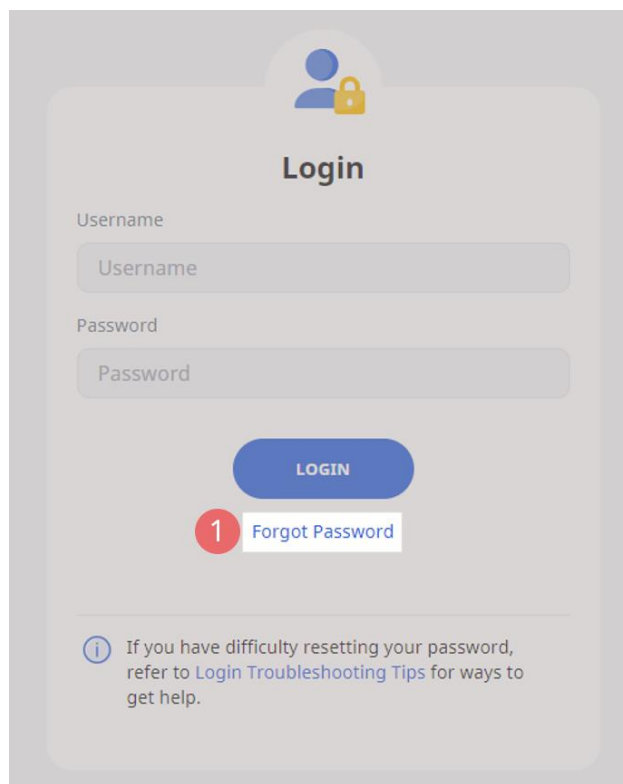 Login
Username
Username
Password
Password
LOGIN
1
Forgot Password
If you have difficulty resetting your password,
refer to Login Troubleshooting Tips for ways to
get help.